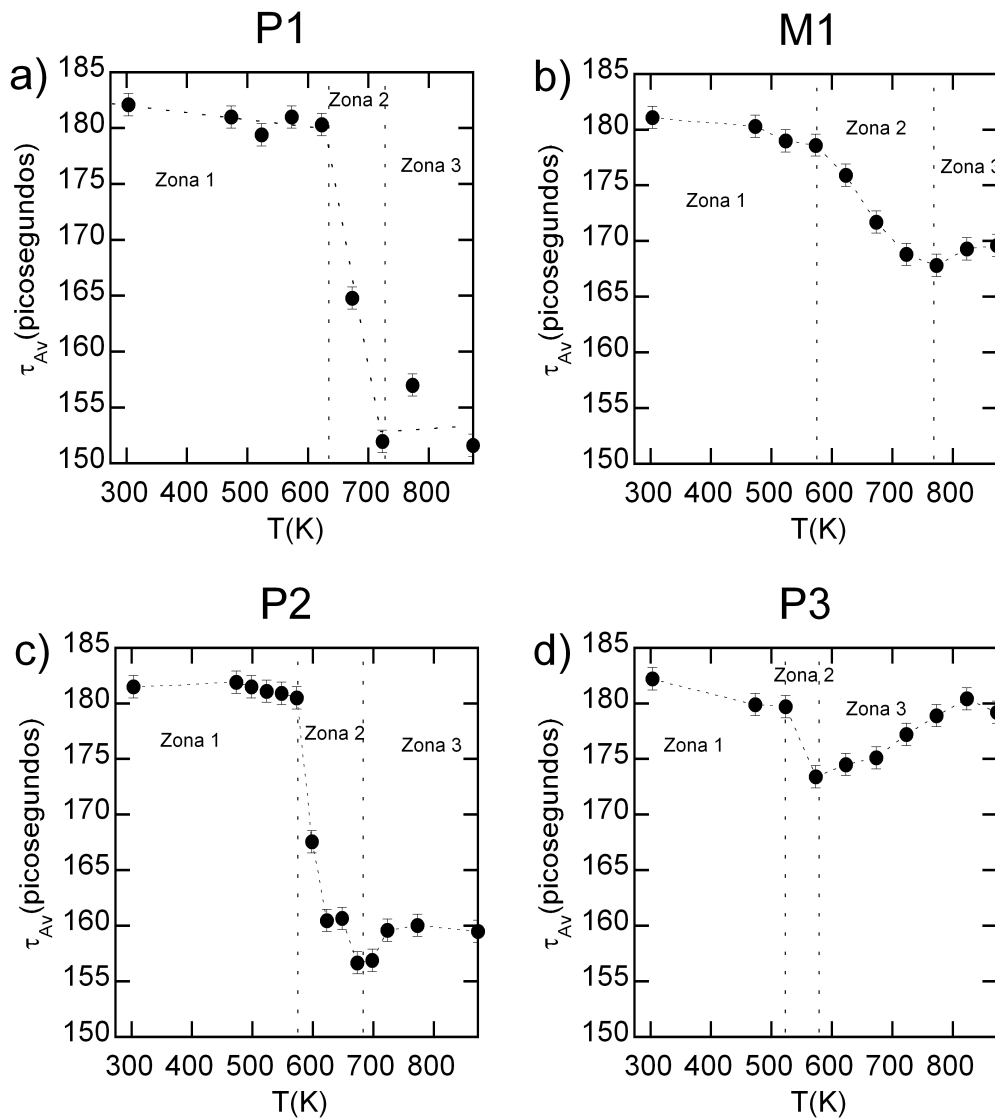 P1
a)
185
180
175
170
165
160
155
150
τAv(picosegundos)
Zona 1
Zona 2
Zona 3
300 400 500 600 700 800
T(K)
M1
b)
185
180
175
170
165
160
155
150
τAv(picosegundos)
Zona 1
Zona 2
Zona 3
300 400 500 600 700 800
T(K)
P2
c)
185
180
175
170
165
160
155
150
τAv(picosegundos)
Zona 1
Zona 2
Zona 3
300 400 500 600 700 800
T(K)
P3
d)
185
180
175
170
165
160
155
150
τAv(picosegundos)
Zona 1
Zona 2
Zona 3
300 400 500 600 700 800
T(K)